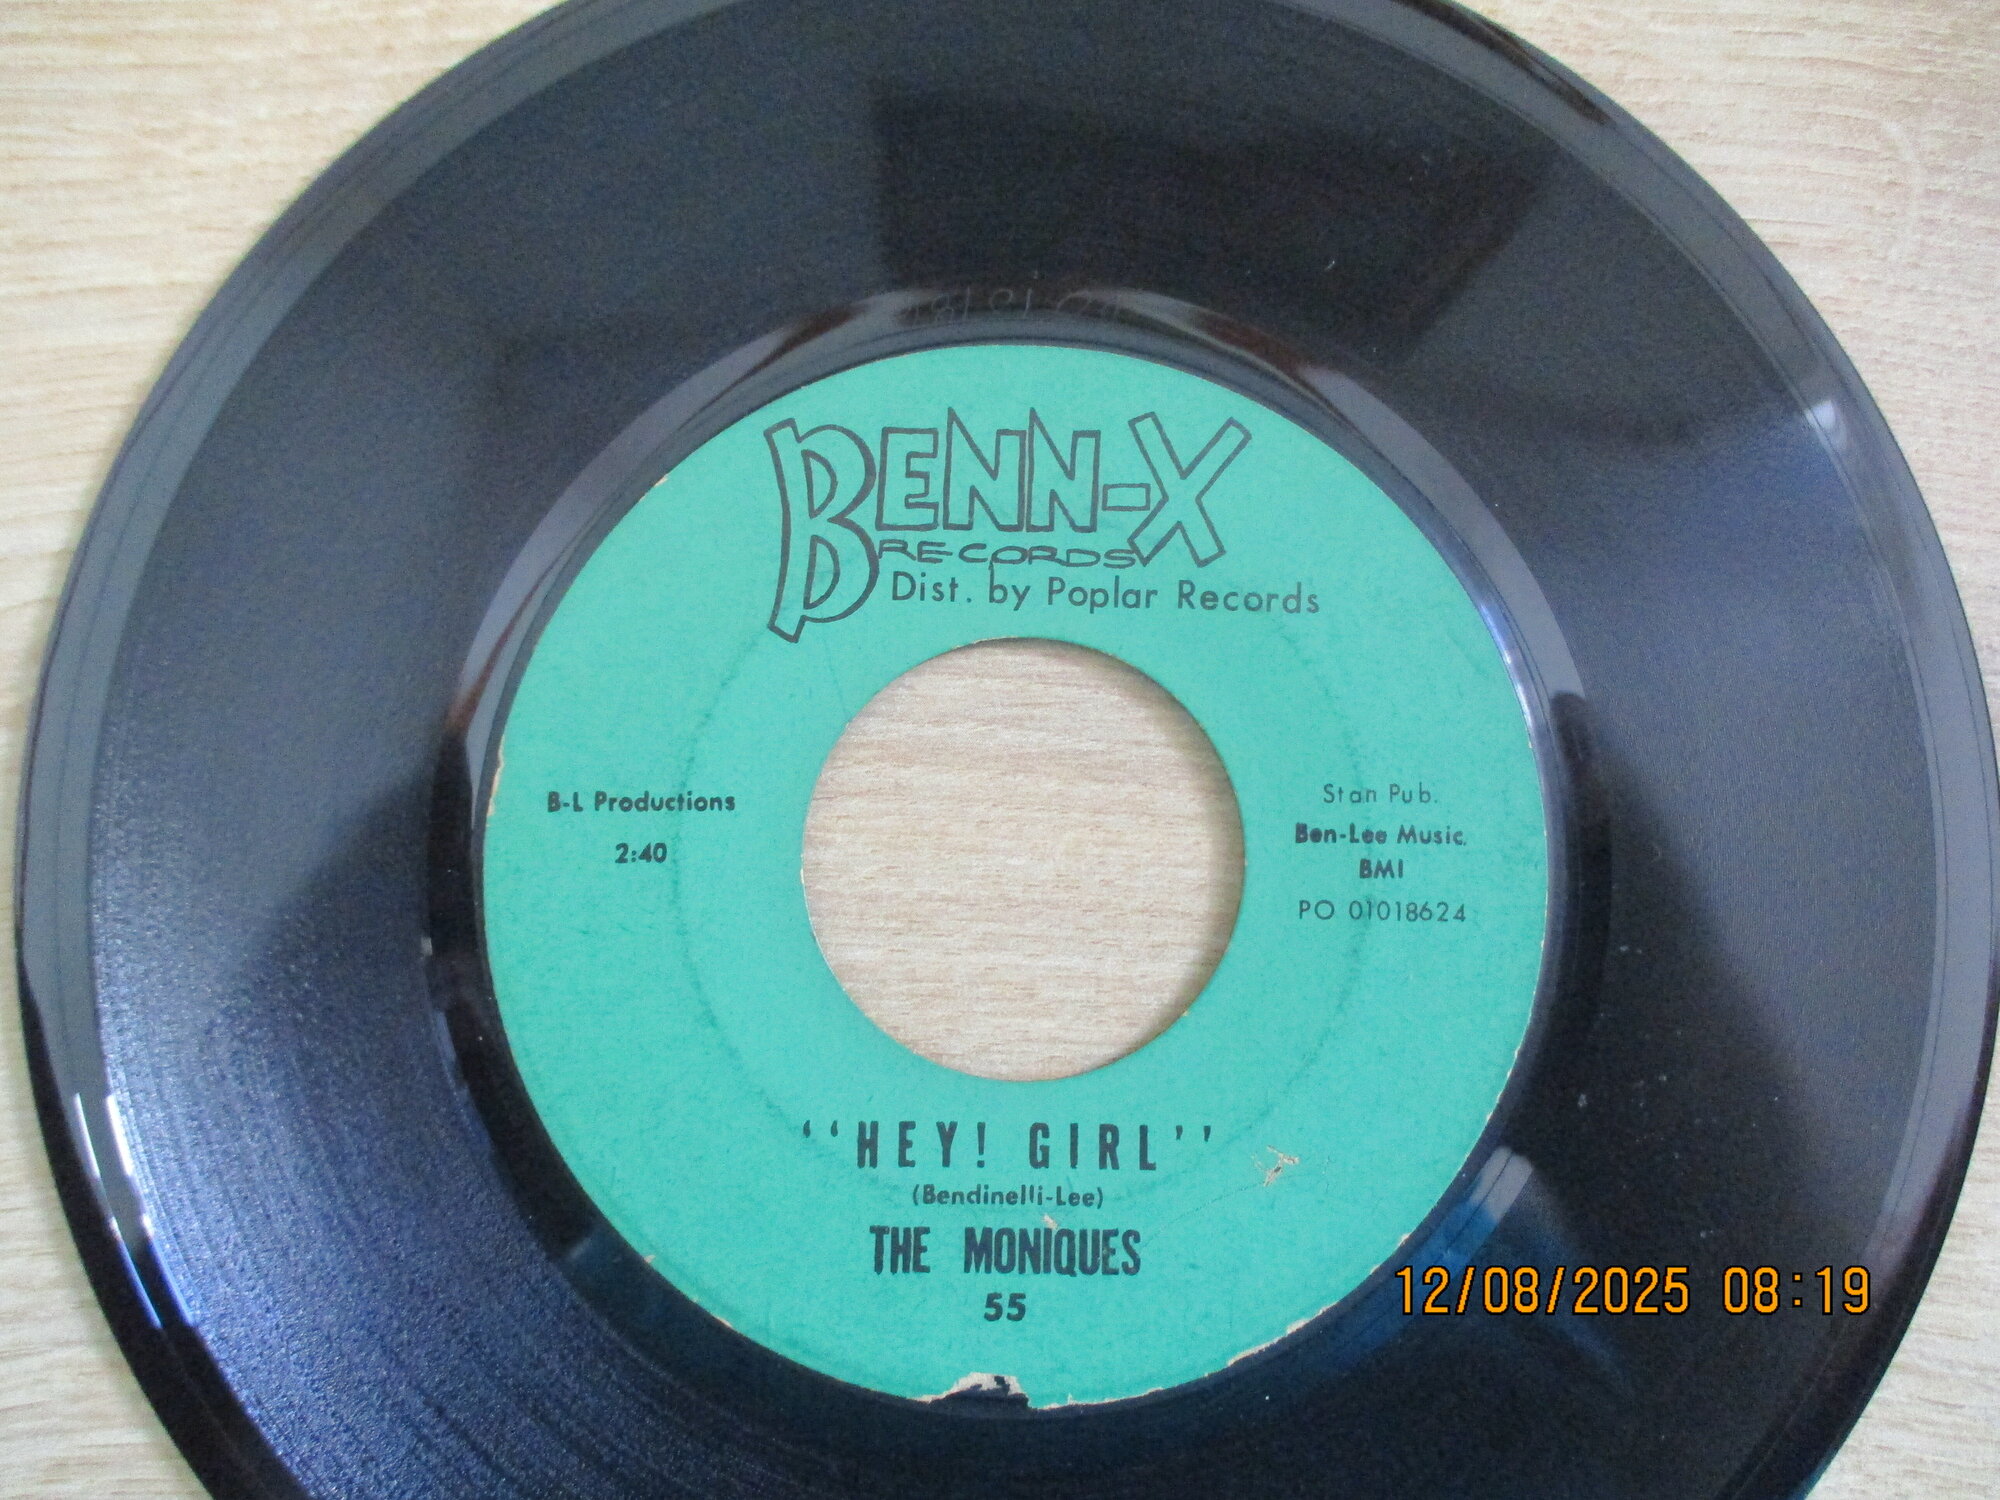 BENN-X
RECORDS
Dist. by Poplar Records
B-L Productions
2:40
Stan Pub.
Ben-Lee Music.
BMI
PO 01018624
‘‘HEY! GIRL’’
(Bendinelli-Lee)
THE MONIQUES
55
12/08/2025 08:19